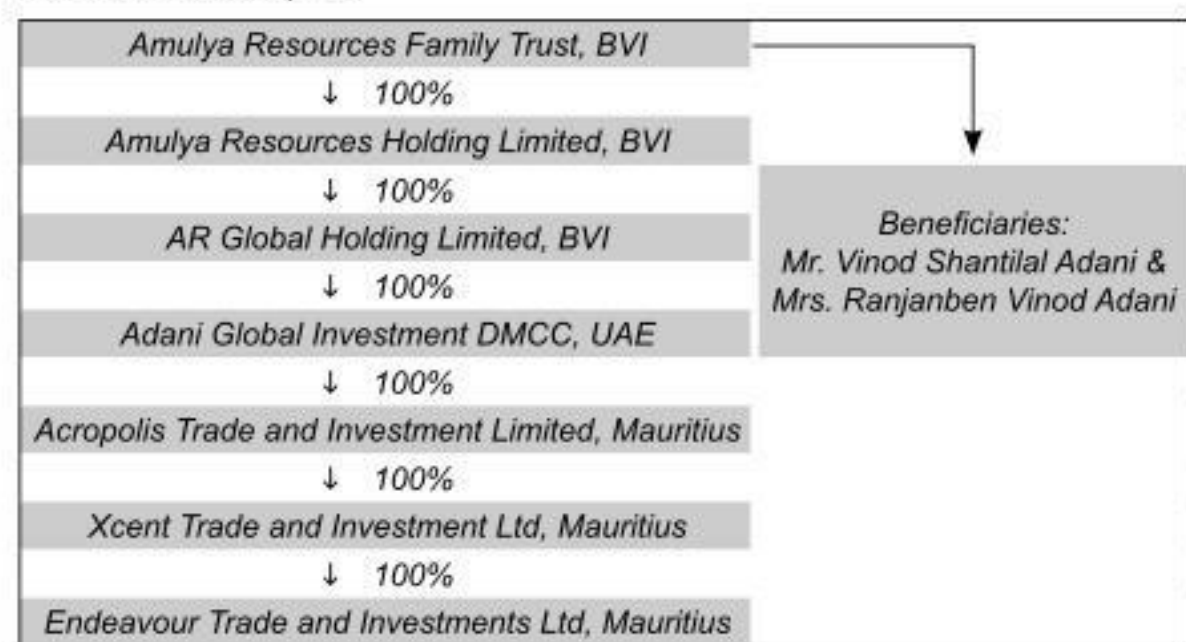 Amulya Resources Family Trust, BVI
↓ 100%
Amulya Resources Holding Limited, BVI
↓ 100%
AR Global Holding Limited, BVI
↓ 100%
Adani Global Investment DMCC, UAE
↓ 100%
Acropolis Trade and Investment Limited, Mauritius
↓ 100%
Xcent Trade and Investment Ltd, Mauritius
↓ 100%
Endeavour Trade and Investments Ltd, Mauritius
Beneficiaries:
Mr. Vinod Shantilal Adani &
Mrs. Ranjanben Vinod Adani